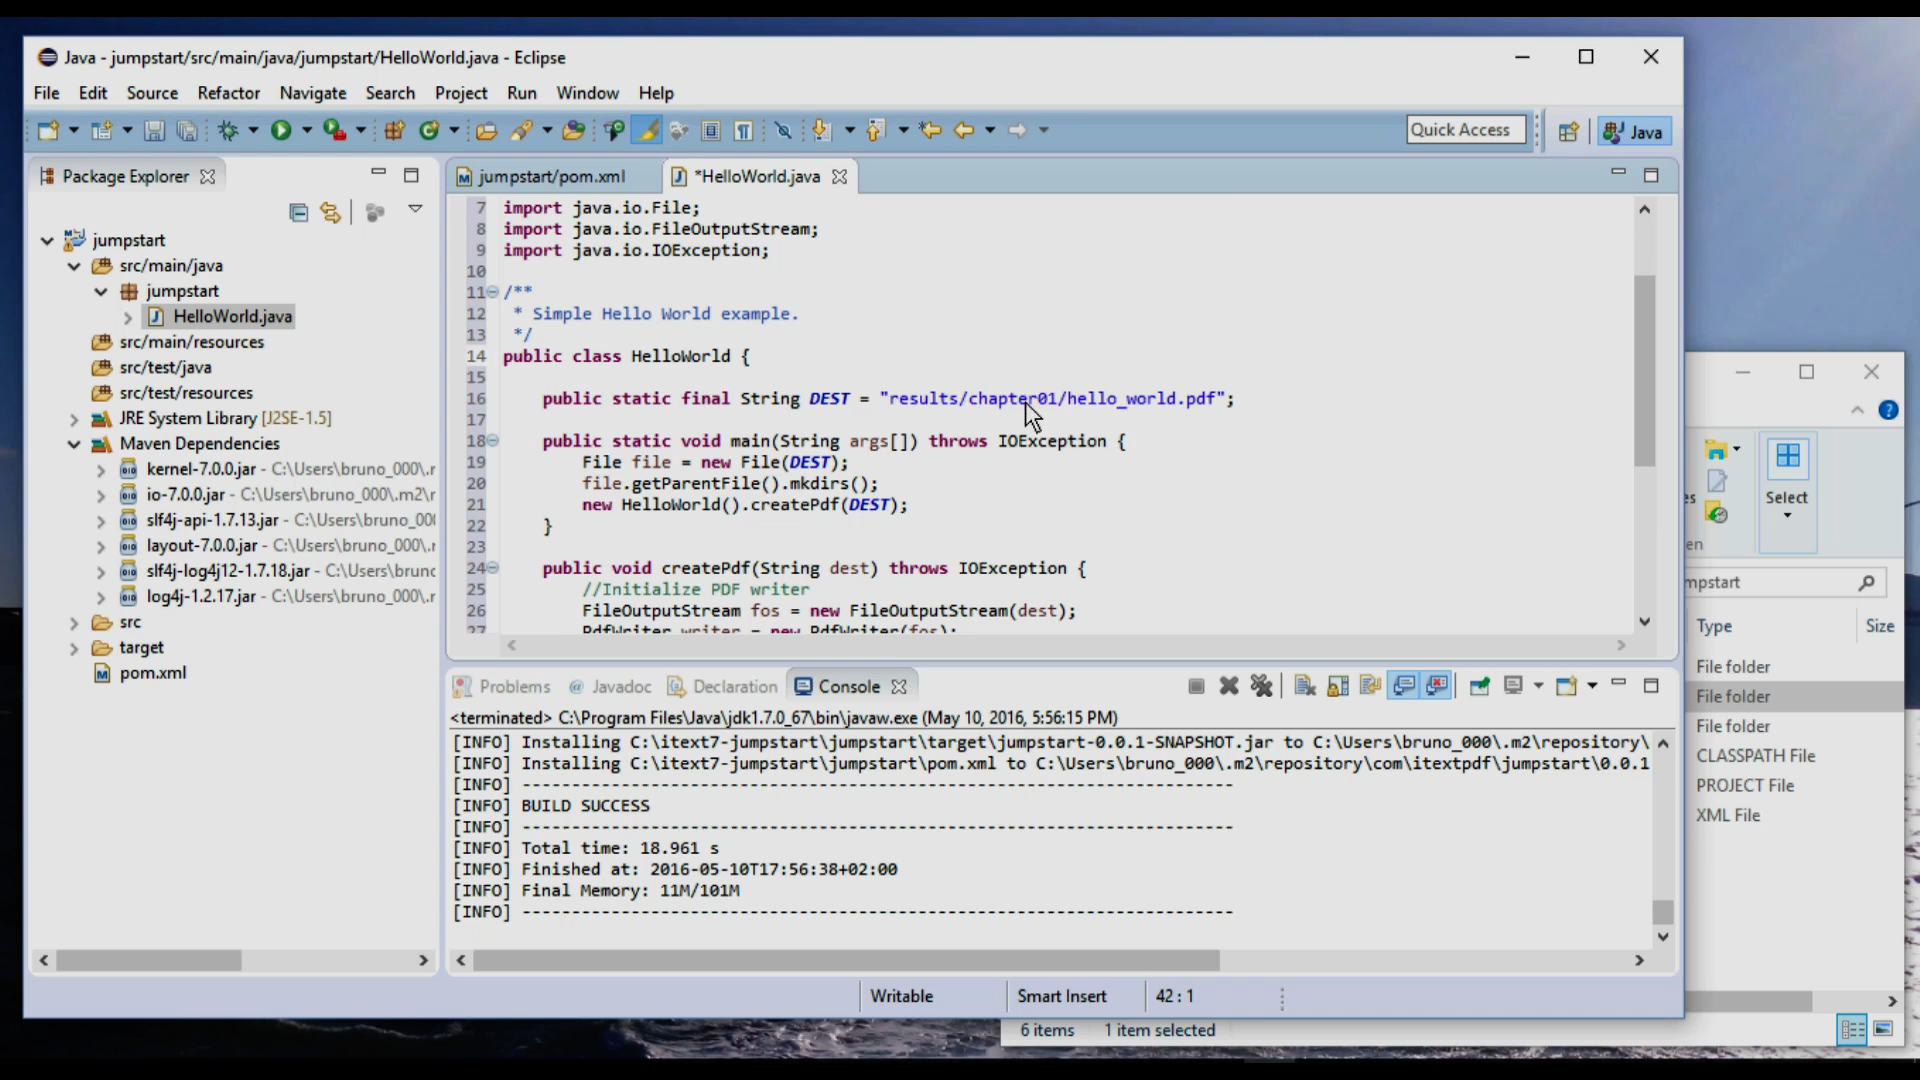 Java - jumpstart/src/main/java/jumpstart/HelloWorld.java - Eclipse
File Edit Source Refactor Navigate Search Project Run Window Help
Quick Access
Java
Package Explorer
jumpstart
src/main/java
jumpstart
HelloWorld.java
src/main/resources
src/test/java
src/test/resources
JRE System Library [J2SE-1.5]
Maven Dependencies
kernel-7.0.0.jar - C:\Users\bruno_000\.r
io-7.0.0.jar - C:\Users\bruno_000\.m2\r
slf4j-api-1.7.13.jar - C:\Users\bruno_00
layout-7.0.0.jar - C:\Users\bruno_000\.r
slf4j-log4j12-1.7.18.jar - C:\Users\brunc
log4j-1.2.17.jar - C:\Users\bruno_000\.r
src
target
pom.xml
jumpstart/pom.xml
*HelloWorld.java
7 import java.io.File;
8 import java.io.FileOutputStream;
9 import java.io.IOException;
10
11 /**
12 * Simple Hello World example.
13 */
14 public class HelloWorld {
15
16 public static final String DEST = "results/chapter01/hello_world.pdf";
17
18 public static void main(String args[]) throws IOException {
19 File file = new File(DEST);
20 file.getParentFile().mkdirs();
21 new HelloWorld().createPdf(DEST);
22 }
23
24 public void createPdf(String dest) throws IOException {
25 //Initialize PDF writer
26 FileOutputStream fos = new FileOutputStream(dest);
27 PdfWriter writer = new PdfWriter(fos);
Problems Javadoc Declaration Console
<terminated> C:\Program Files\Java\jdk1.7.0_67\bin\javaw.exe (May 10, 2016, 5:56:15 PM)
[INFO] Installing C:\itext7-jumpstart\jumpstart\target\jumpstart-0.0.1-SNAPSHOT.jar to C:\Users\bruno_000\.m2\repository\
[INFO] Installing C:\itext7-jumpstart\jumpstart\pom.xml to C:\Users\bruno_000\.m2\repository\com\itextpdf\jumpstart\0.0.1
[INFO] ------------------------------------------------------------------------
[INFO] BUILD SUCCESS
[INFO] ------------------------------------------------------------------------
[INFO] Total time: 18.961 s
[INFO] Finished at: 2016-05-10T17:56:38+02:00
[INFO] Final Memory: 11M/101M
[INFO] ------------------------------------------------------------------------
Writable Smart Insert 42 : 1
Select
en
mpstart
Type Size
File folder
File folder
File folder
CLASSPATH File
PROJECT File
XML File
6 items 1 item selected